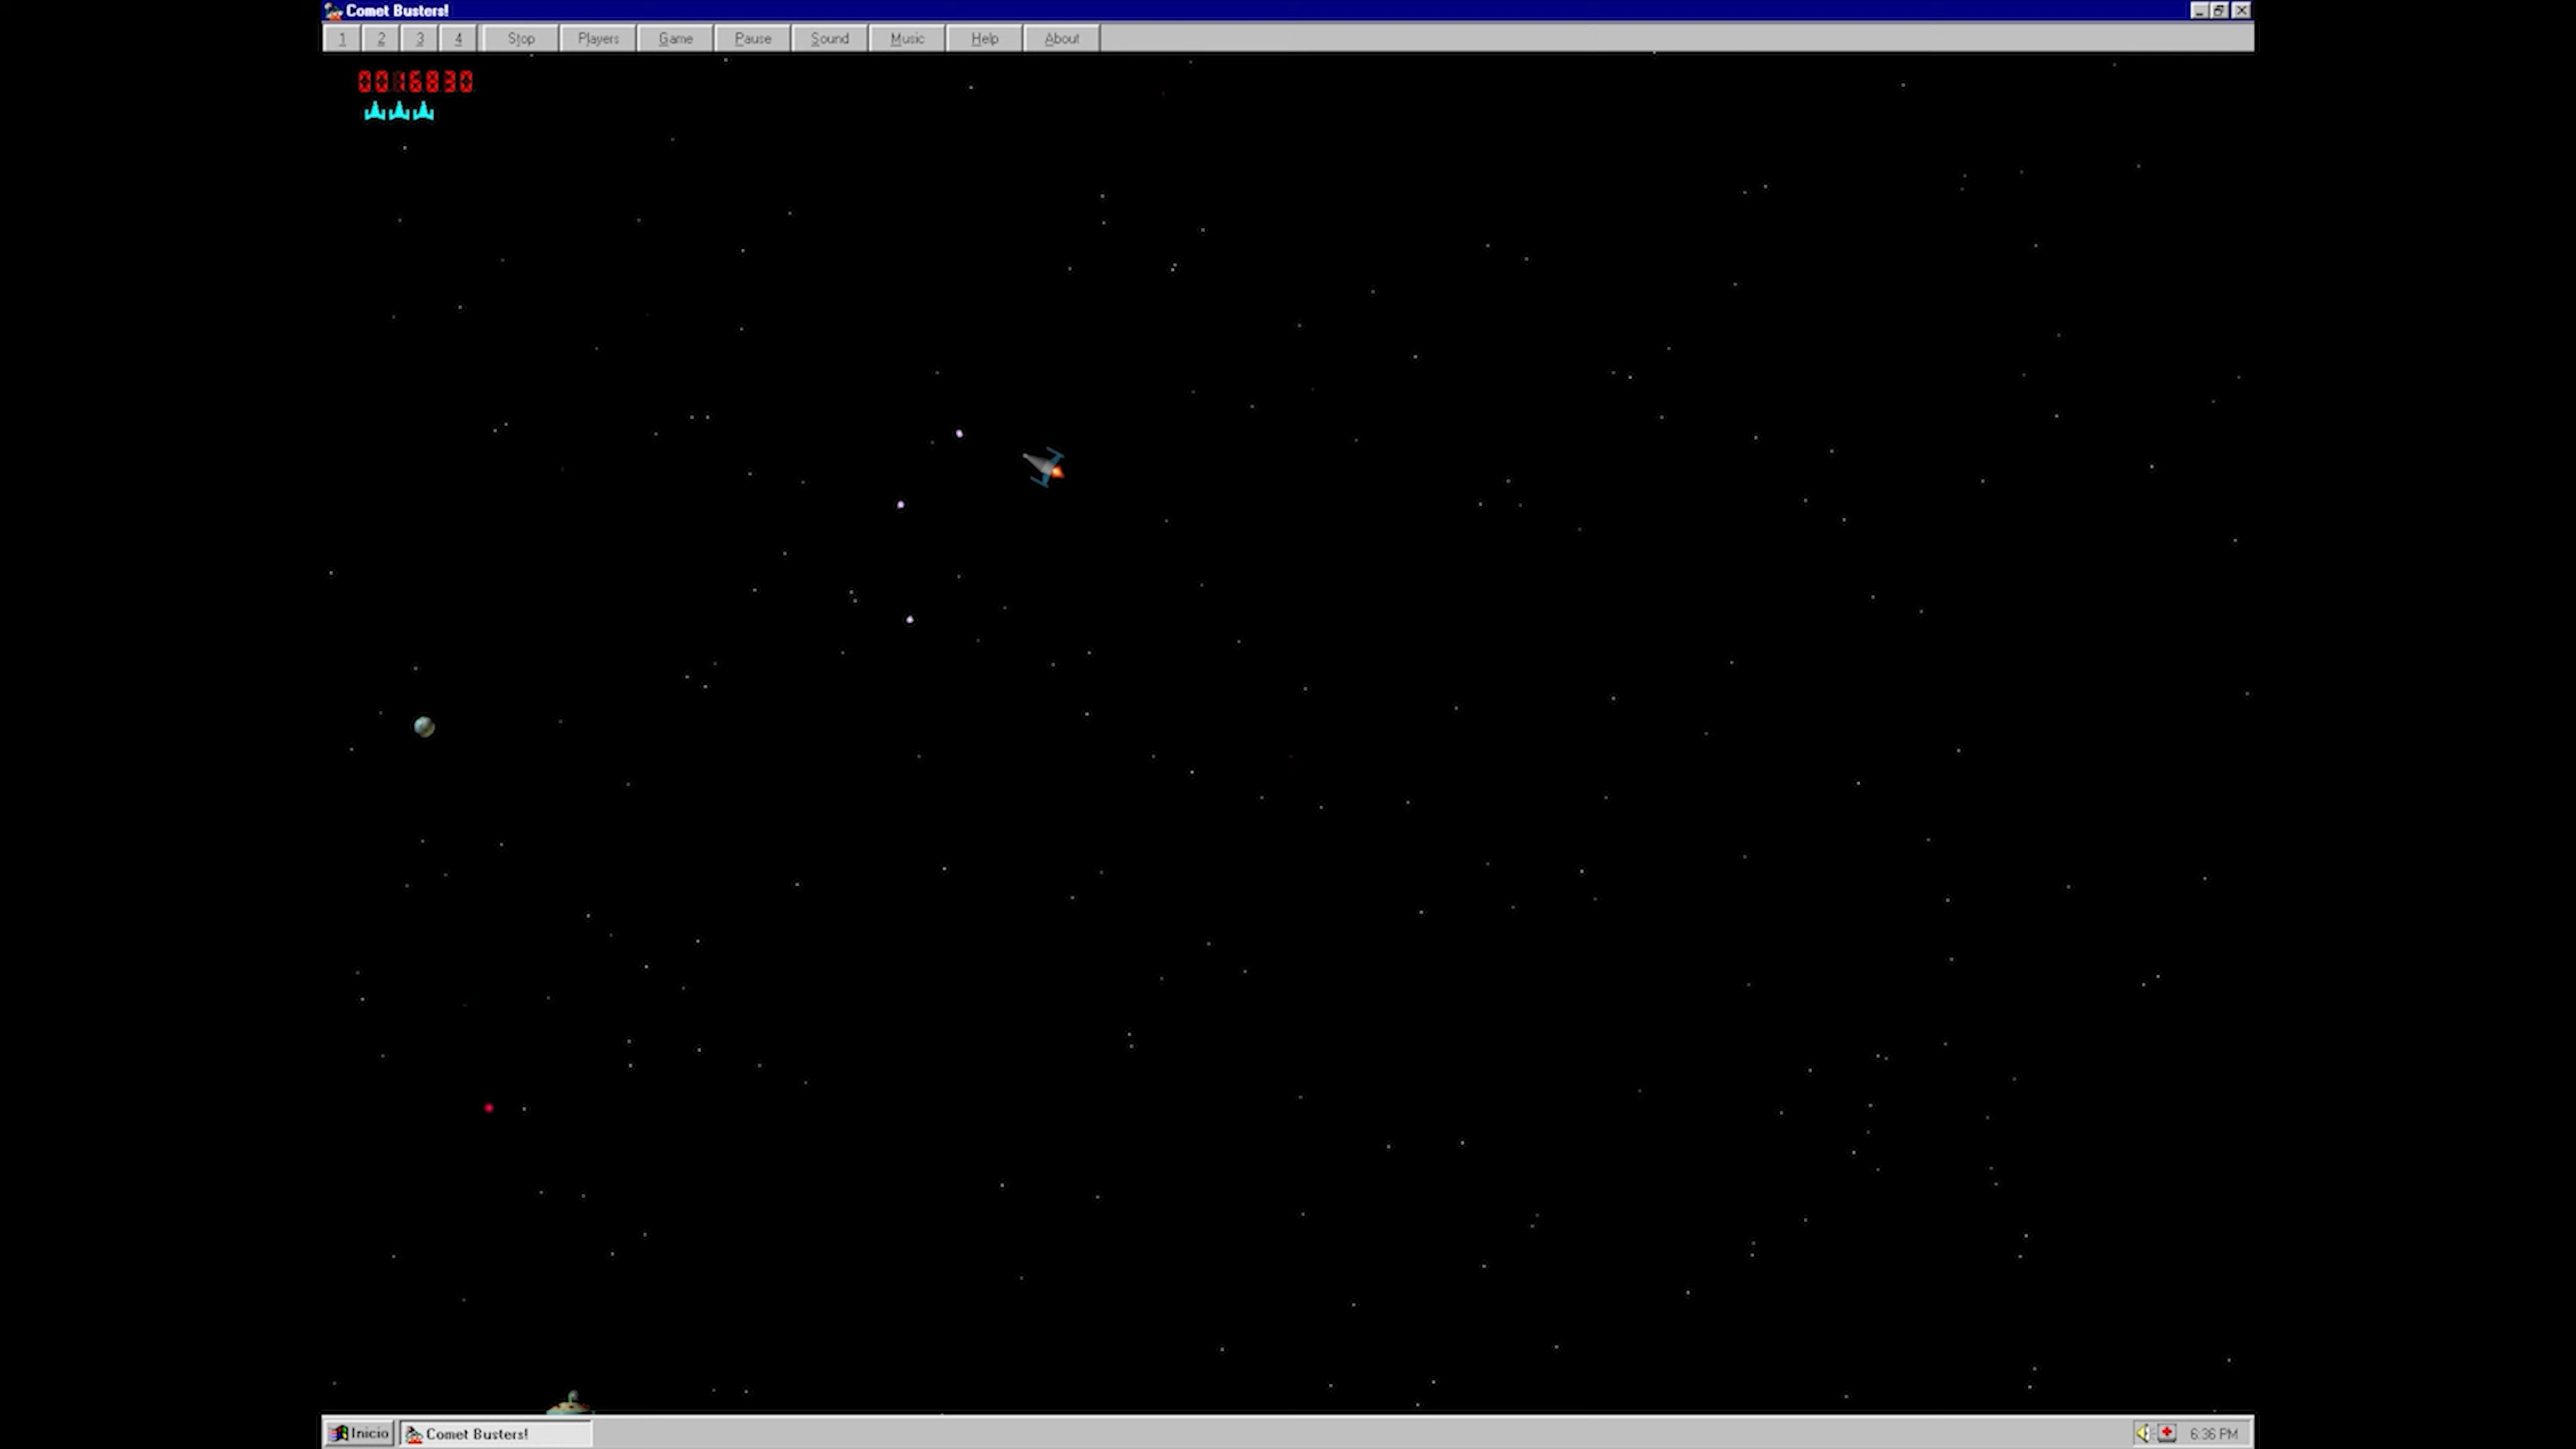 Comet Busters!
1 2 3 4 Stop Players Game Pause Sound Music Help About
00016830
Inicio Comet Busters! 6:36 PM